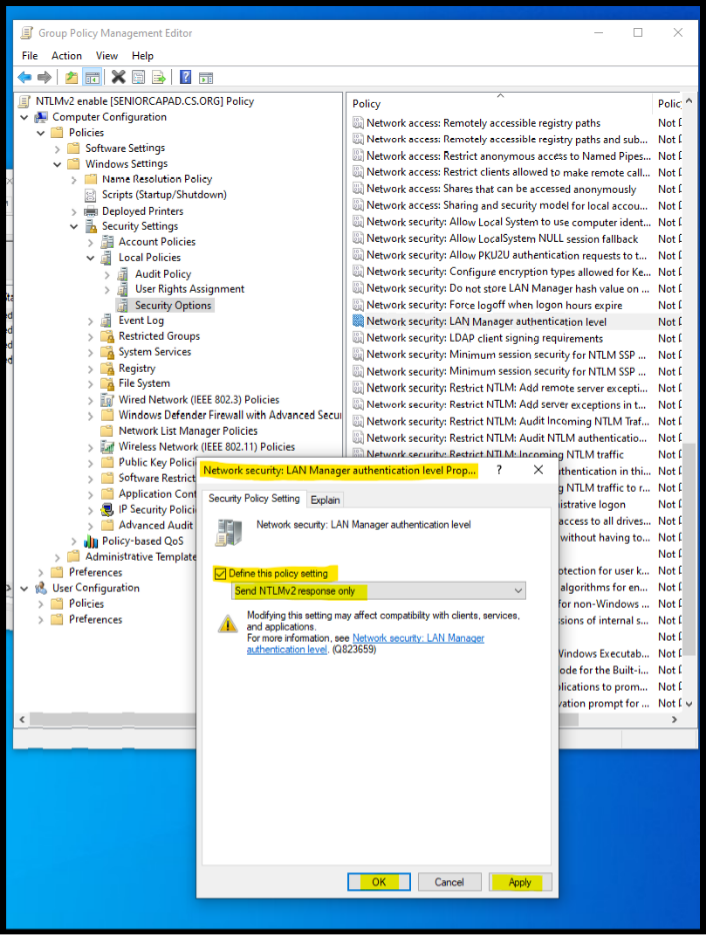 Group Policy Management Editor
File Action View Help
NTLMv2 enable [SENIORCAPAD.CS.ORG] Policy
Computer Configuration
Policies
Software Settings
Windows Settings
Name Resolution Policy
Scripts (Startup/Shutdown)
Deployed Printers
Security Settings
Account Policies
Local Policies
Audit Policy
User Rights Assignment
Security Options
Event Log
Restricted Groups
System Services
Registry
File System
Wired Network (IEEE 802.3) Policies
Windows Defender Firewall with Advanced Secu
Network List Manager Policies
Wireless Network (IEEE 802.11) Policies
Public Key Polici
Software Restrict
Application Cont
IP Security Polici
Advanced Audit
Policy-based QoS
Administrative Template
Preferences
User Configuration
Policies
Preferences
Policy Policy
Network access: Remotely accessible registry paths Not D
Network access: Remotely accessible registry paths and sub... Not D
Network access: Restrict anonymous access to Named Pipes... Not D
Network access: Restrict clients allowed to make remote call... Not D
Network access: Shares that can be accessed anonymously Not D
Network access: Sharing and security model for local accou... Not D
Network security: Allow Local System to use computer ident... Not D
Network security: Allow LocalSystem NULL session fallback Not D
Network security: Allow PKU2U authentication requests to t... Not D
Network security: Configure encryption types allowed for Ke... Not D
Network security: Do not store LAN Manager hash value on ... Not D
Network security: Force logoff when logon hours expire Not D
Network security: LAN Manager authentication level Not D
Network security: LDAP client signing requirements Not D
Network security: Minimum session security for NTLM SSP ... Not D
Network security: Minimum session security for NTLM SSP ... Not D
Network security: Restrict NTLM: Add remote server excepti... Not D
Network security: Restrict NTLM: Add server exceptions in t... Not D
Network security: Restrict NTLM: Audit Incoming NTLM Traf... Not D
Network security: Restrict NTLM: Audit NTLM authenticatio... Not D
Network security: Restrict NTLM: Incoming NTLM traffic Not D
thentication in this... Not D
g NTLM traffic to r... Not D
istrative logon Not D
access to all drives... Not D
without having to... Not D
Not D
otection for user k... Not D
algorithms for en... Not D
for non-Windows ... Not D
sions of internal s... Not D
Not D
Windows Executab... Not D
ode for the Built-i... Not D
plications to prom... Not D
vation prompt for ... Not D
Network security: LAN Manager authentication level Prop... ?
Security Policy Setting Explain
Network security: LAN Manager authentication level
Define this policy setting
Send NTLMv2 response only
Modifying this setting may affect compatibility with clients, services,
and applications.
For more information, see Network security: LAN Manager
authentication level. (Q823659)
OK Cancel Apply